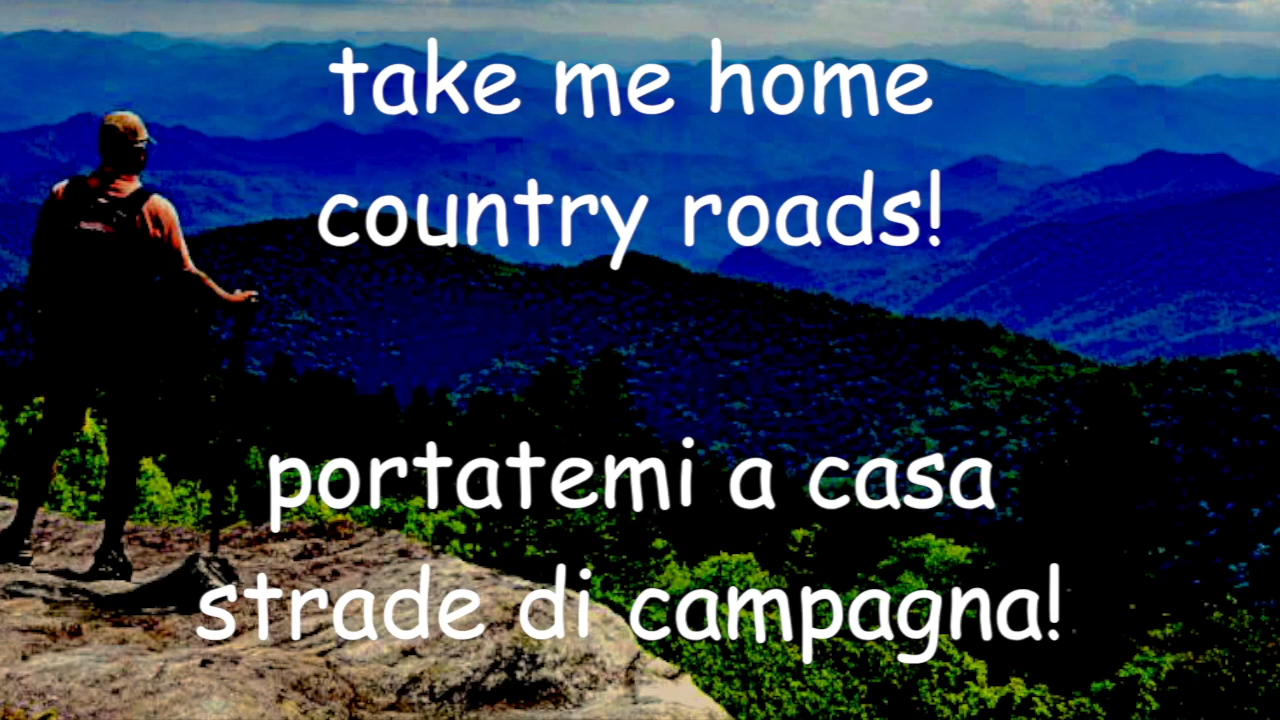 take me home
country roads!
portatemi a casa
strade di campagna!